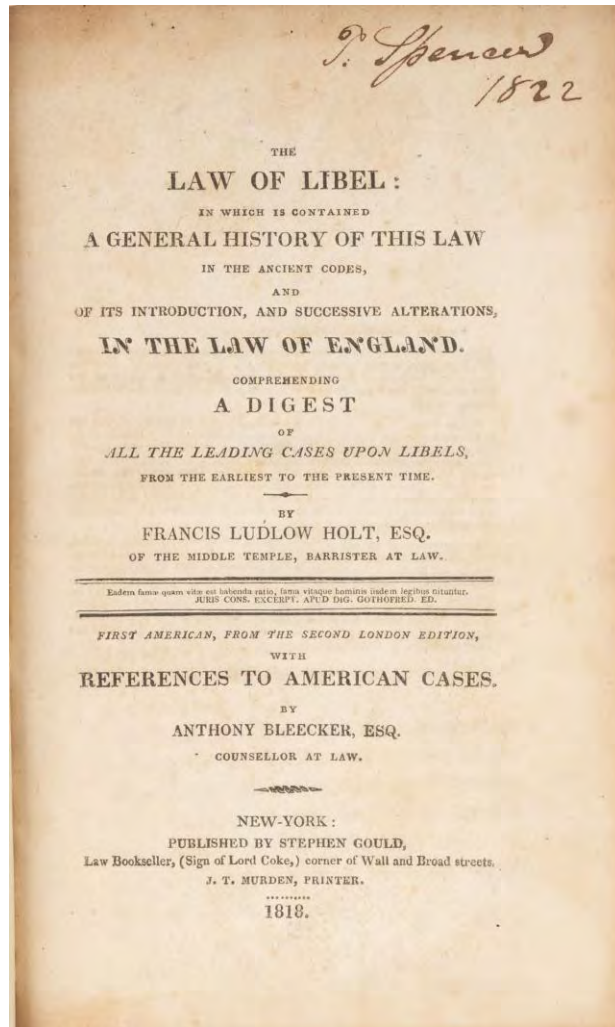 P. Spencer
1822
THE
LAW OF LIBEL:
IN WHICH IS CONTAINED
A GENERAL HISTORY OF THIS LAW
IN THE ANCIENT CODES,
AND
OF ITS INTRODUCTION, AND SUCCESSIVE ALTERATIONS,
IN THE LAW OF ENGLAND.
COMPREHENDING
A DIGEST
OF
ALL THE LEADING CASES UPON LIBELS,
FROM THE EARLIEST TO THE PRESENT TIME.
BY
FRANCIS LUDLOW HOLT, ESQ.
OF THE MIDDLE TEMPLE, BARRISTER AT LAW.
Eadem famæ quam vitæ est habenda ratio, fama vitaque hominis iisdem legibus nituntur.
JURIS CONS. EXCERPT. APUD DIG. GOTHOFRED. ED.
FIRST AMERICAN, FROM THE SECOND LONDON EDITION,
WITH
REFERENCES TO AMERICAN CASES.
BY
ANTHONY BLEECKER, ESQ.
COUNSELLOR AT LAW.
NEW-YORK:
PUBLISHED BY STEPHEN GOULD,
Law Bookseller, (Sign of Lord Coke,) corner of Wall and Broad streets.
J. T. MURDEN, PRINTER.
1818.